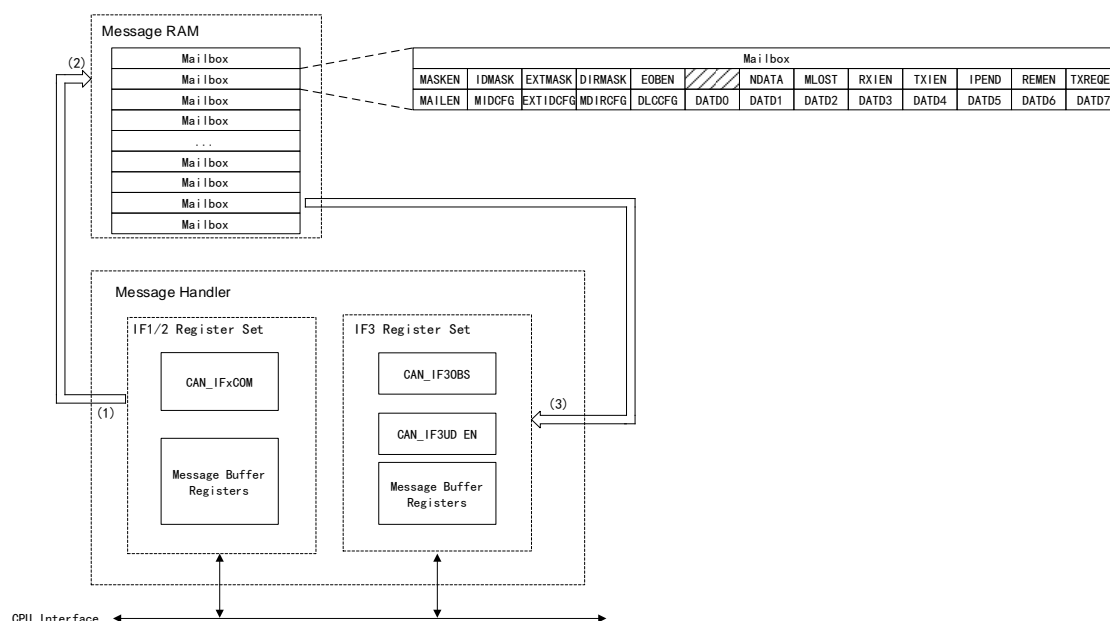 Message RAM
Mailbox
Mailbox
Mailbox
Mailbox
...
Mailbox
Mailbox
Mailbox
Mailbox
(2)
Mailbox
MASKEN IDMASK EXTMASK DIRMASK EOBEN NDATA MLOST RXIEN TXIEN IPEND REMEN TXREQE
MAILEN MIDCFG EXTIDCFG MDIRCFG DLCCFG DATD0 DATD1 DATD2 DATD3 DATD4 DATD5 DATD6 DATD7
Message Handler
IF1/2 Register Set
CAN_IFxCOM
Message Buffer
Registers
(1)
IF3 Register Set
CAN_IF3OBS
CAN_IF3UD EN
Message Buffer
Registers
(3)
CPU Interface